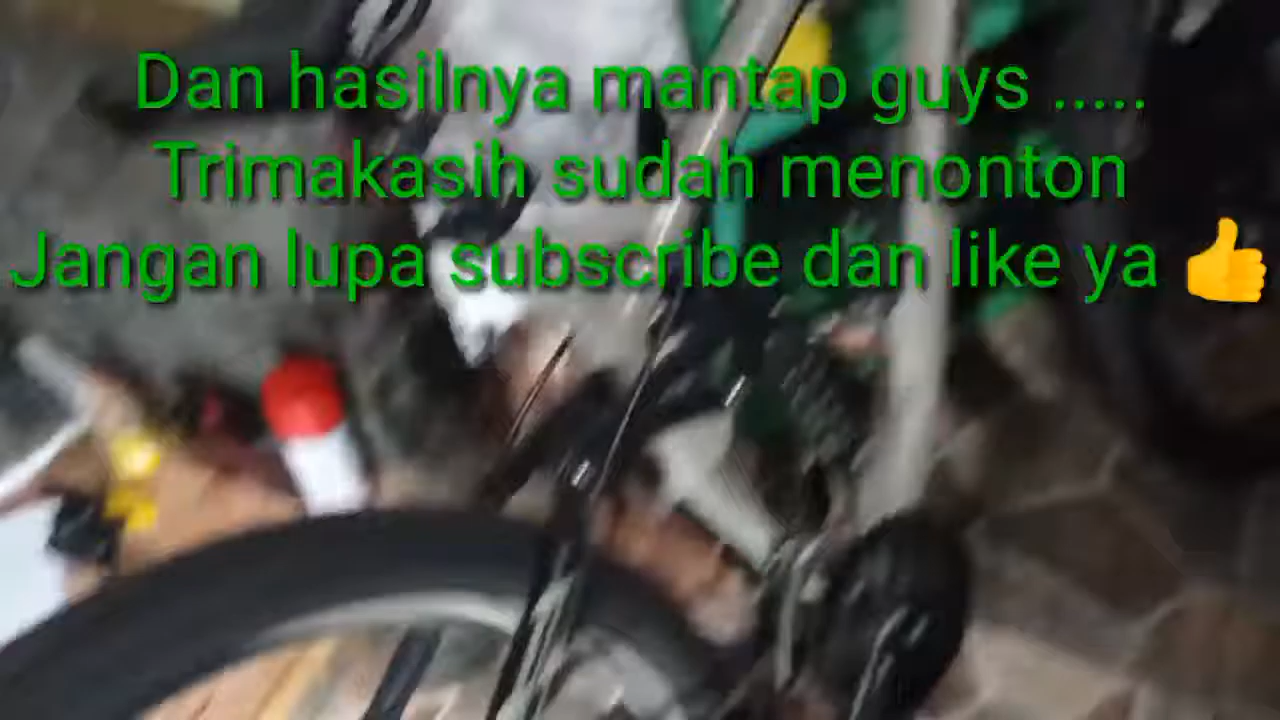 Dan hasilnya mantap guys .....
Trimakasih sudah menonton
Jangan lupa subscribe dan like ya 👍